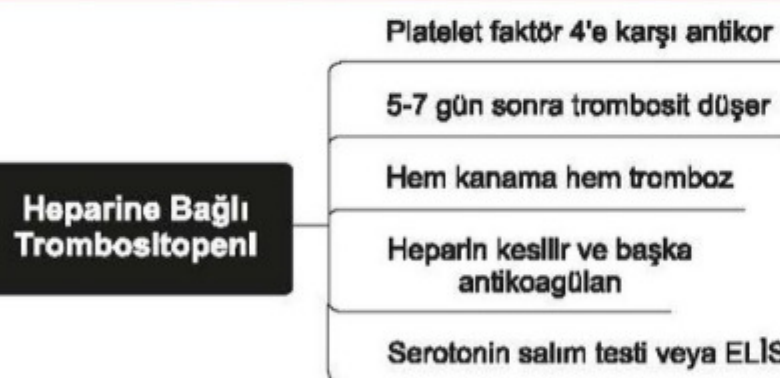 Platelet faktör 4'e karşı antikor
5-7 gün sonra trombosit düşer
Hem kanama hem tromboz
Heparine Bağlı
Trombositopeni
Heparin kesilir ve başka
antikoagülan
Serotonin salım testi veya ELİS